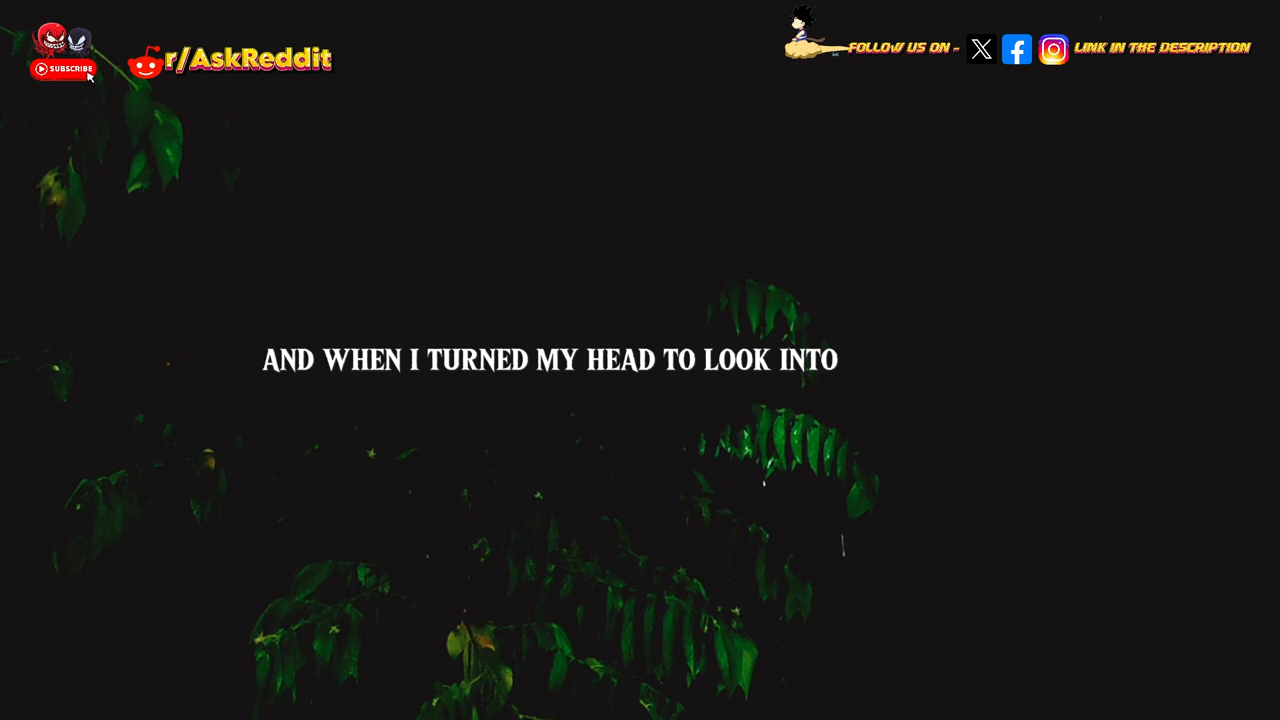 SUBSCRIBE
r/AskReddit
FOLLOW US ON -
LINK IN THE DESCRIPTION
AND WHEN I TURNED MY HEAD TO LOOK INTO